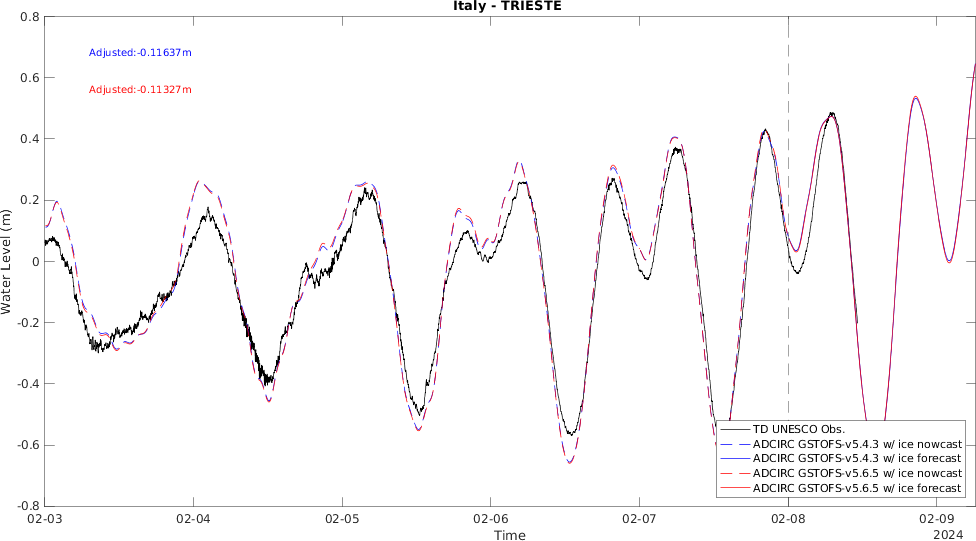 Italy - TRIESTE
0.8
0.6
0.4
0.2
0
-0.2
-0.4
-0.6
-0.8
Water Level (m)
Adjusted:-0.11637m
Adjusted:-0.11327m
TD UNESCO Obs.
ADCIRC GSTOFS-v5.4.3 w/ ice nowcast
ADCIRC GSTOFS-v5.4.3 w/ ice forecast
ADCIRC GSTOFS-v5.6.5 w/ ice nowcast
ADCIRC GSTOFS-v5.6.5 w/ ice forecast
02-03 02-04 02-05 02-06 02-07 02-08 02-09
Time
2024